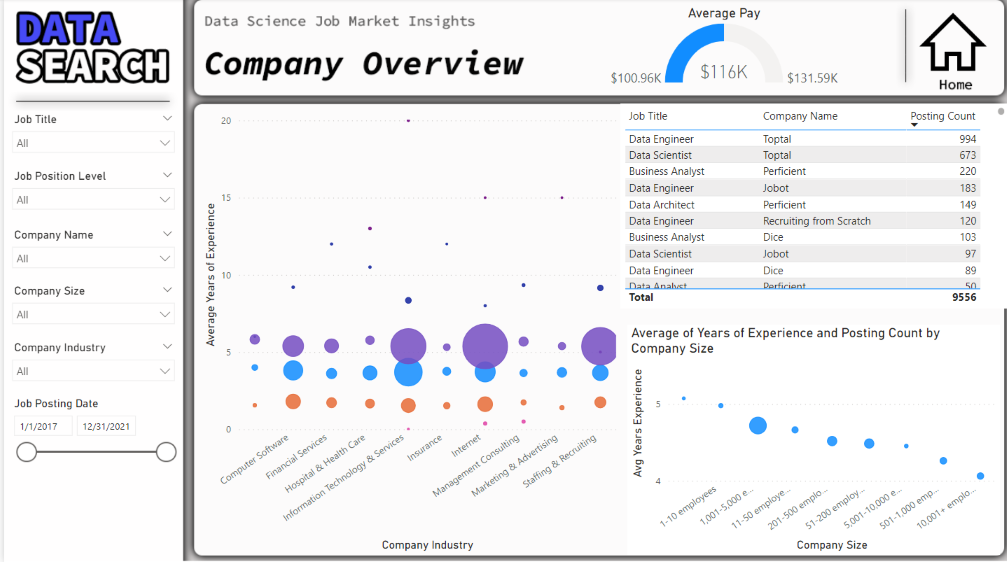 DATA
SEARCH
Job Title
All
Job Position Level
All
Company Name
All
Company Size
All
Company Industry
All
Job Posting Date
1/1/2017 12/31/2021
Data Science Job Market Insights
Company Overview
Average Pay
$100.96K $116K $131.59K
Home
Average Years of Experience
20
15
10
5
0
Computer Software
Financial Services
Hospital & Health Care
Information Technology & Services
Insurance
Internet
Management Consulting
Marketing & Advertising
Staffing & Recruiting
Company Industry
Job Title Company Name Posting Count
Data Engineer Toptal 994
Data Scientist Toptal 673
Business Analyst Perficient 220
Data Engineer Jobot 183
Data Architect Perficient 149
Data Engineer Recruiting from Scratch 120
Business Analyst Dice 103
Data Scientist Jobot 97
Data Engineer Dice 89
Data Analyst Perficient 50
Total 9556
Average of Years of Experience and Posting Count by
Company Size
Avg Years Experience
5
4
1-10 employees
1,001-5,000 e...
11-50 employe...
201-500 emplo...
51-200 employ...
5,001-10,000 e...
501-1,000 emp...
10,001+ emplo...
Company Size